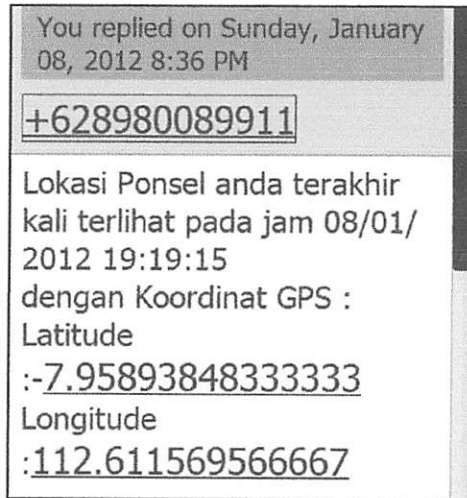 You replied on Sunday, January
08, 2012 8:36 PM
+628980089911
Lokasi Ponsel anda terakhir
kali terlihat pada jam 08/01/
2012 19:19:15
dengan Koordinat GPS :
Latitude
:-7.95893848333333
Longitude
:112.611569566667